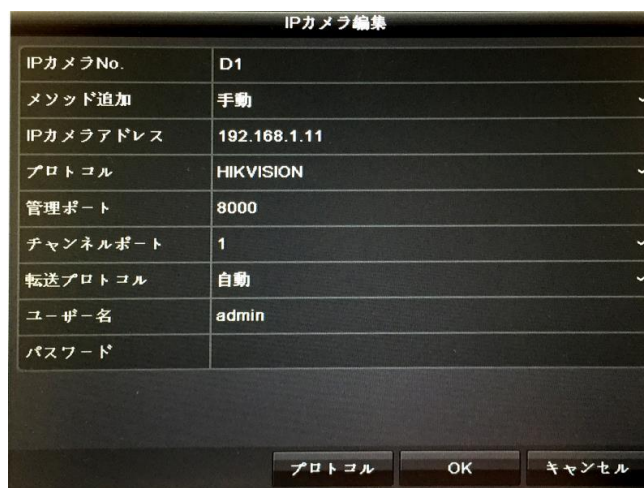 IPカメラ編集
IPカメラNo. D1
メソッド追加 手動
IPカメラアドレス 192.168.1.11
プロトコル HIKVISION
管理ポート 8000
チャンネルポート 1
転送プロトコル 自動
ユーザー名 admin
パスワード
プロトコル OK キャンセル